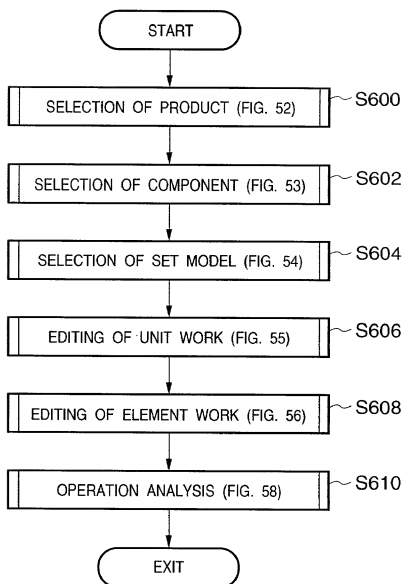 START
SELECTION OF PRODUCT (FIG. 52) S600
SELECTION OF COMPONENT (FIG. 53) S602
SELECTION OF SET MODEL (FIG. 54) S604
EDITING OF UNIT WORK (FIG. 55) S606
EDITING OF ELEMENT WORK (FIG. 56) S608
OPERATION ANALYSIS (FIG. 58) S610
EXIT